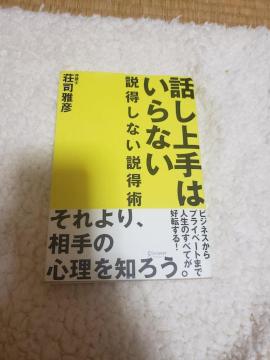 話し上手は
いらない
説得しない説得術
弁護士
荘司雅彦
ビジネスから
プライベートまで
人生のすべてが
好転する!
それより、
相手の
心理を知ろう。